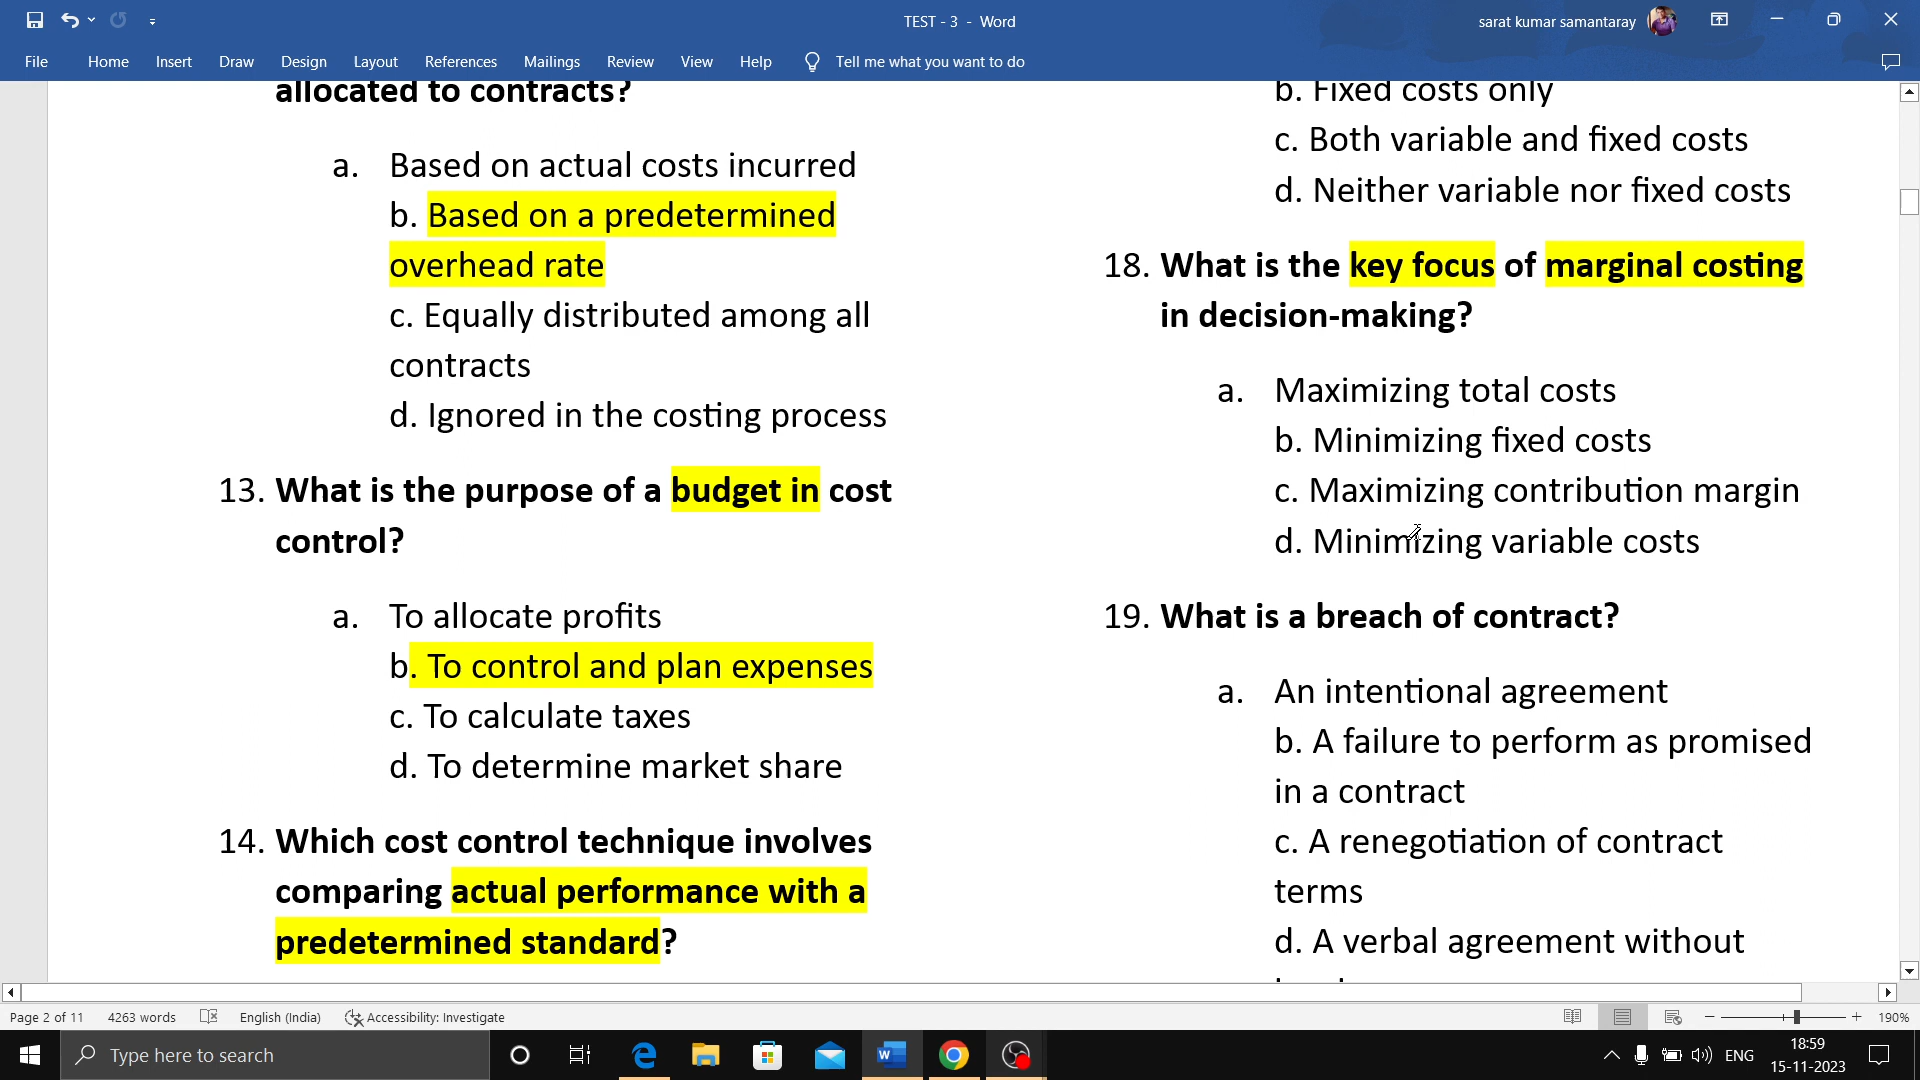 TEST - 3 - Word
sarat kumar samantaray
File Home Insert Draw Design Layout References Mailings Review View Help Tell me what you want to do
allocated to contracts?
a. Based on actual costs incurred
b. Based on a predetermined
overhead rate
c. Equally distributed among all
contracts
d. Ignored in the costing process
13. What is the purpose of a budget in cost
control?
a. To allocate profits
b. To control and plan expenses
c. To calculate taxes
d. To determine market share
14. Which cost control technique involves
comparing actual performance with a
predetermined standard?
b. Fixed costs only
c. Both variable and fixed costs
d. Neither variable nor fixed costs
18. What is the key focus of marginal costing
in decision-making?
a. Maximizing total costs
b. Minimizing fixed costs
c. Maximizing contribution margin
d. Minimizing variable costs
19. What is a breach of contract?
a. An intentional agreement
b. A failure to perform as promised
in a contract
c. A renegotiation of contract
terms
d. A verbal agreement without
Page 2 of 11 4263 words English (India) Accessibility: Investigate 190%
Type here to search
ENG
18:59
15-11-2023